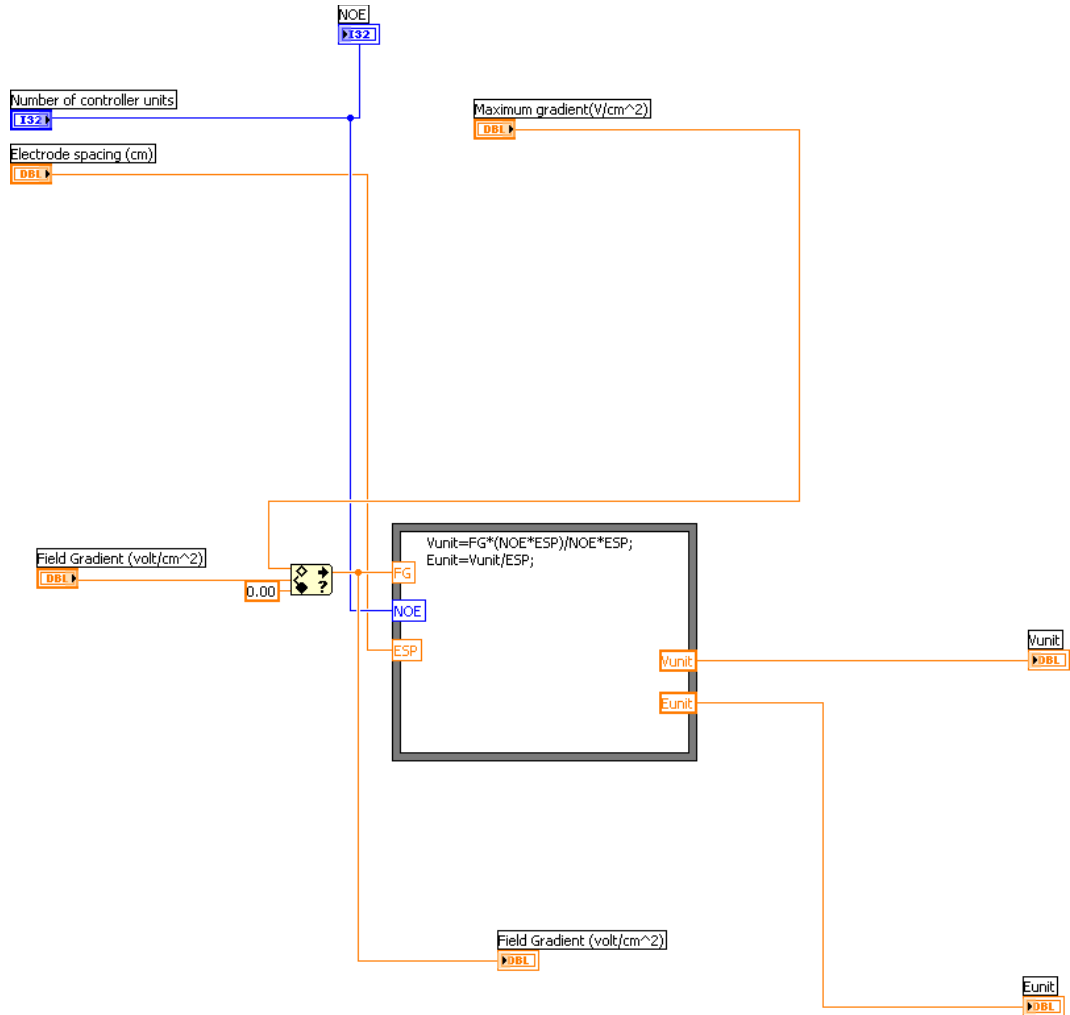 NOE
I32
Number of controller units
I32
Maximum gradient(V/cm^2)
DBL
Electrode spacing (cm)
DBL
Vunit=FG*(NOE*ESP)/NOE*ESP;
Eunit=Vunit/ESP;
Field Gradient (volt/cm^2)
DBL
?
0.00
FG
NOE
ESP
Vunit
Eunit
Vunit
DBL
Field Gradient (volt/cm^2)
DBL
Eunit
DBL